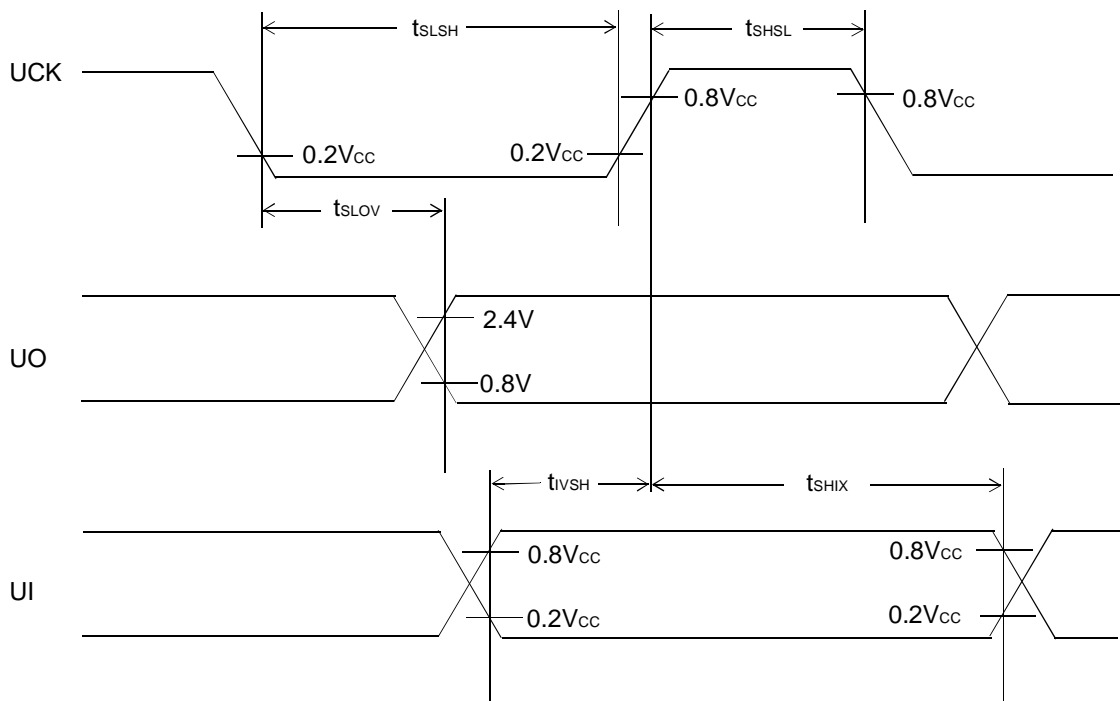 tSLSH
tSHSL
UCK
0.8VCC
0.8VCC
0.2VCC
0.2VCC
tSLOV
2.4V
UO
0.8V
tIVSH
tSHIX
0.8VCC
0.8VCC
UI
0.2VCC
0.2VCC